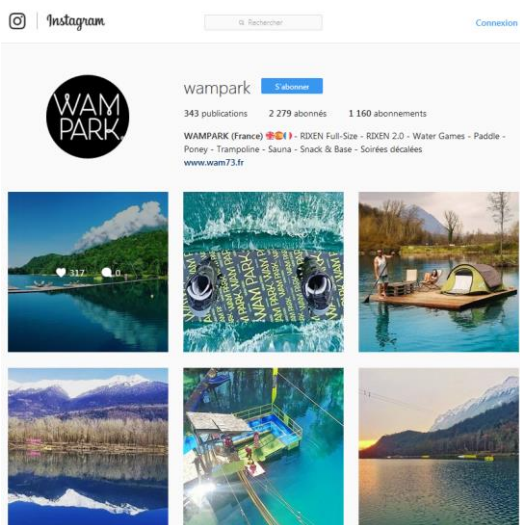 Instagram
Rechercher
Connexion
wampark
S'abonner
343 publications 2 279 abonnés 1 160 abonnements
WAMPARK (France) - RIXEN Full-Size - RIXEN 2.0 - Water Games - Paddle -
Poney - Trampoline - Sauna - Snack & Base - Soirées décalées
www.wam73.fr
WAM
PARK
317 0
WAM PARK WAM PARK